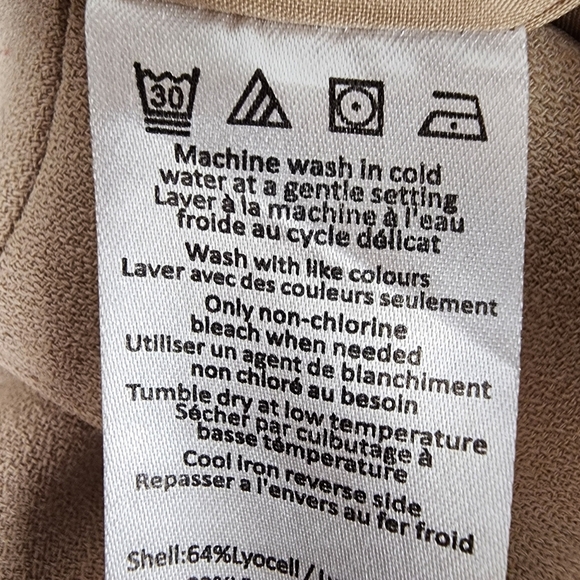 30
Machine wash in cold
water at a gentle setting
Laver à la machine à l'eau
froide au cycle délicat
Wash with like colours
Laver avec des couleurs seulement
Only non-chlorine
bleach when needed
Utiliser un agent de blanchiment
non chloré au besoin
Tumble dry at low temperature
Sécher par culbutage à
basse température
Cool iron reverse side
Repasser a l'envers au fer froid
Shell:64%Lyocell /